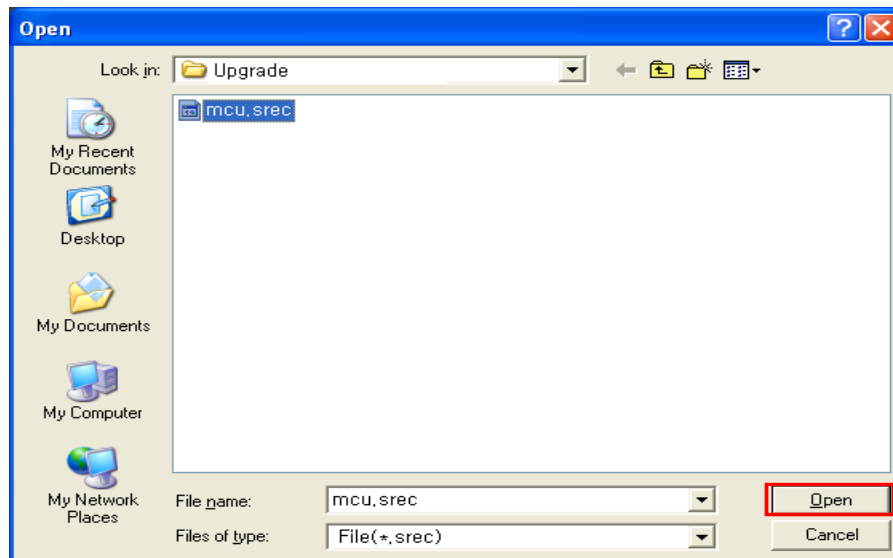 Open
Look in: Upgrade
mcu,srec
My Recent
Documents
Desktop
My Documents
My Computer
My Network
Places
File name: mcu,srec Open
Files of type: File(*,srec) Cancel